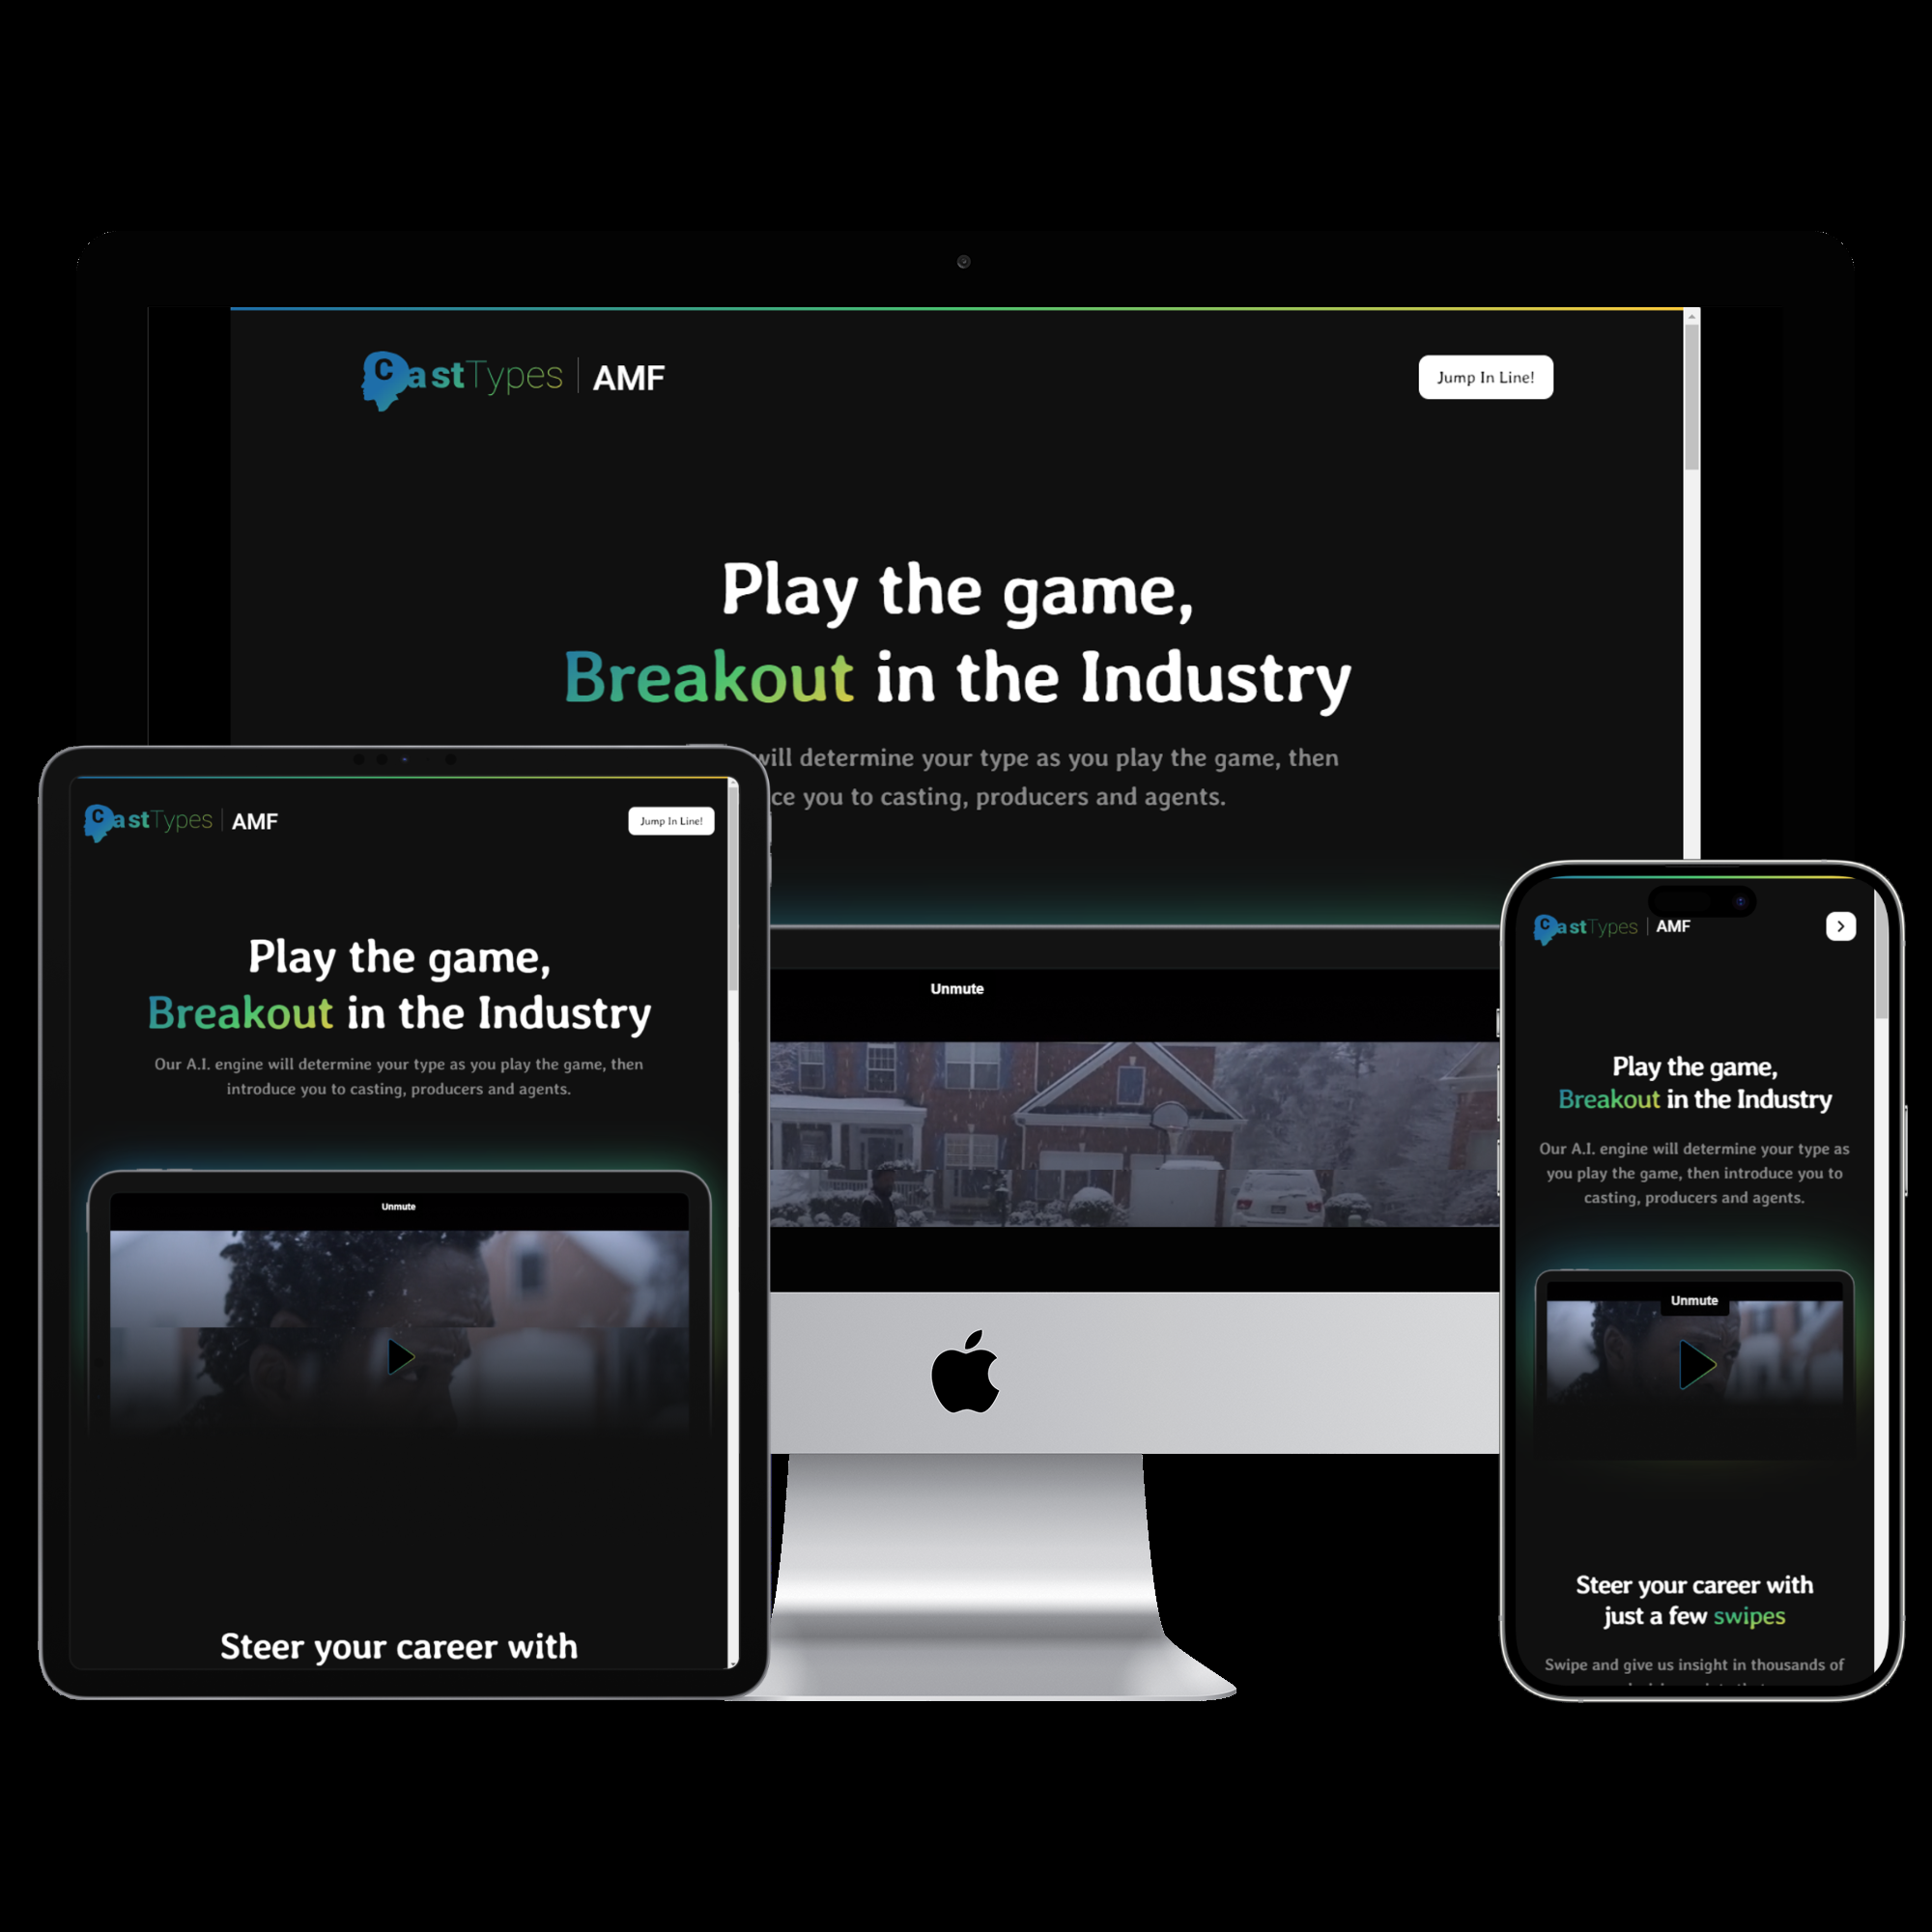 CastTypes | AMF
Jump In Line!
Play the game,
Breakout in the Industry
will determine your type as you play the game, then
you to casting, producers and agents.
Unmute
CastTypes | AMF
Jump In Line!
Play the game,
Breakout in the Industry
Our A.I. engine will determine your type as you play the game, then
introduce you to casting, producers and agents.
Unmute
Steer your career with
CastTypes | AMF
Play the game,
Breakout in the Industry
Our A.I. engine will determine your type as
you play the game, then introduce you to
casting, producers and agents.
Unmute
Steer your career with
just a few swipes
Swipe and give us insight in thousands of